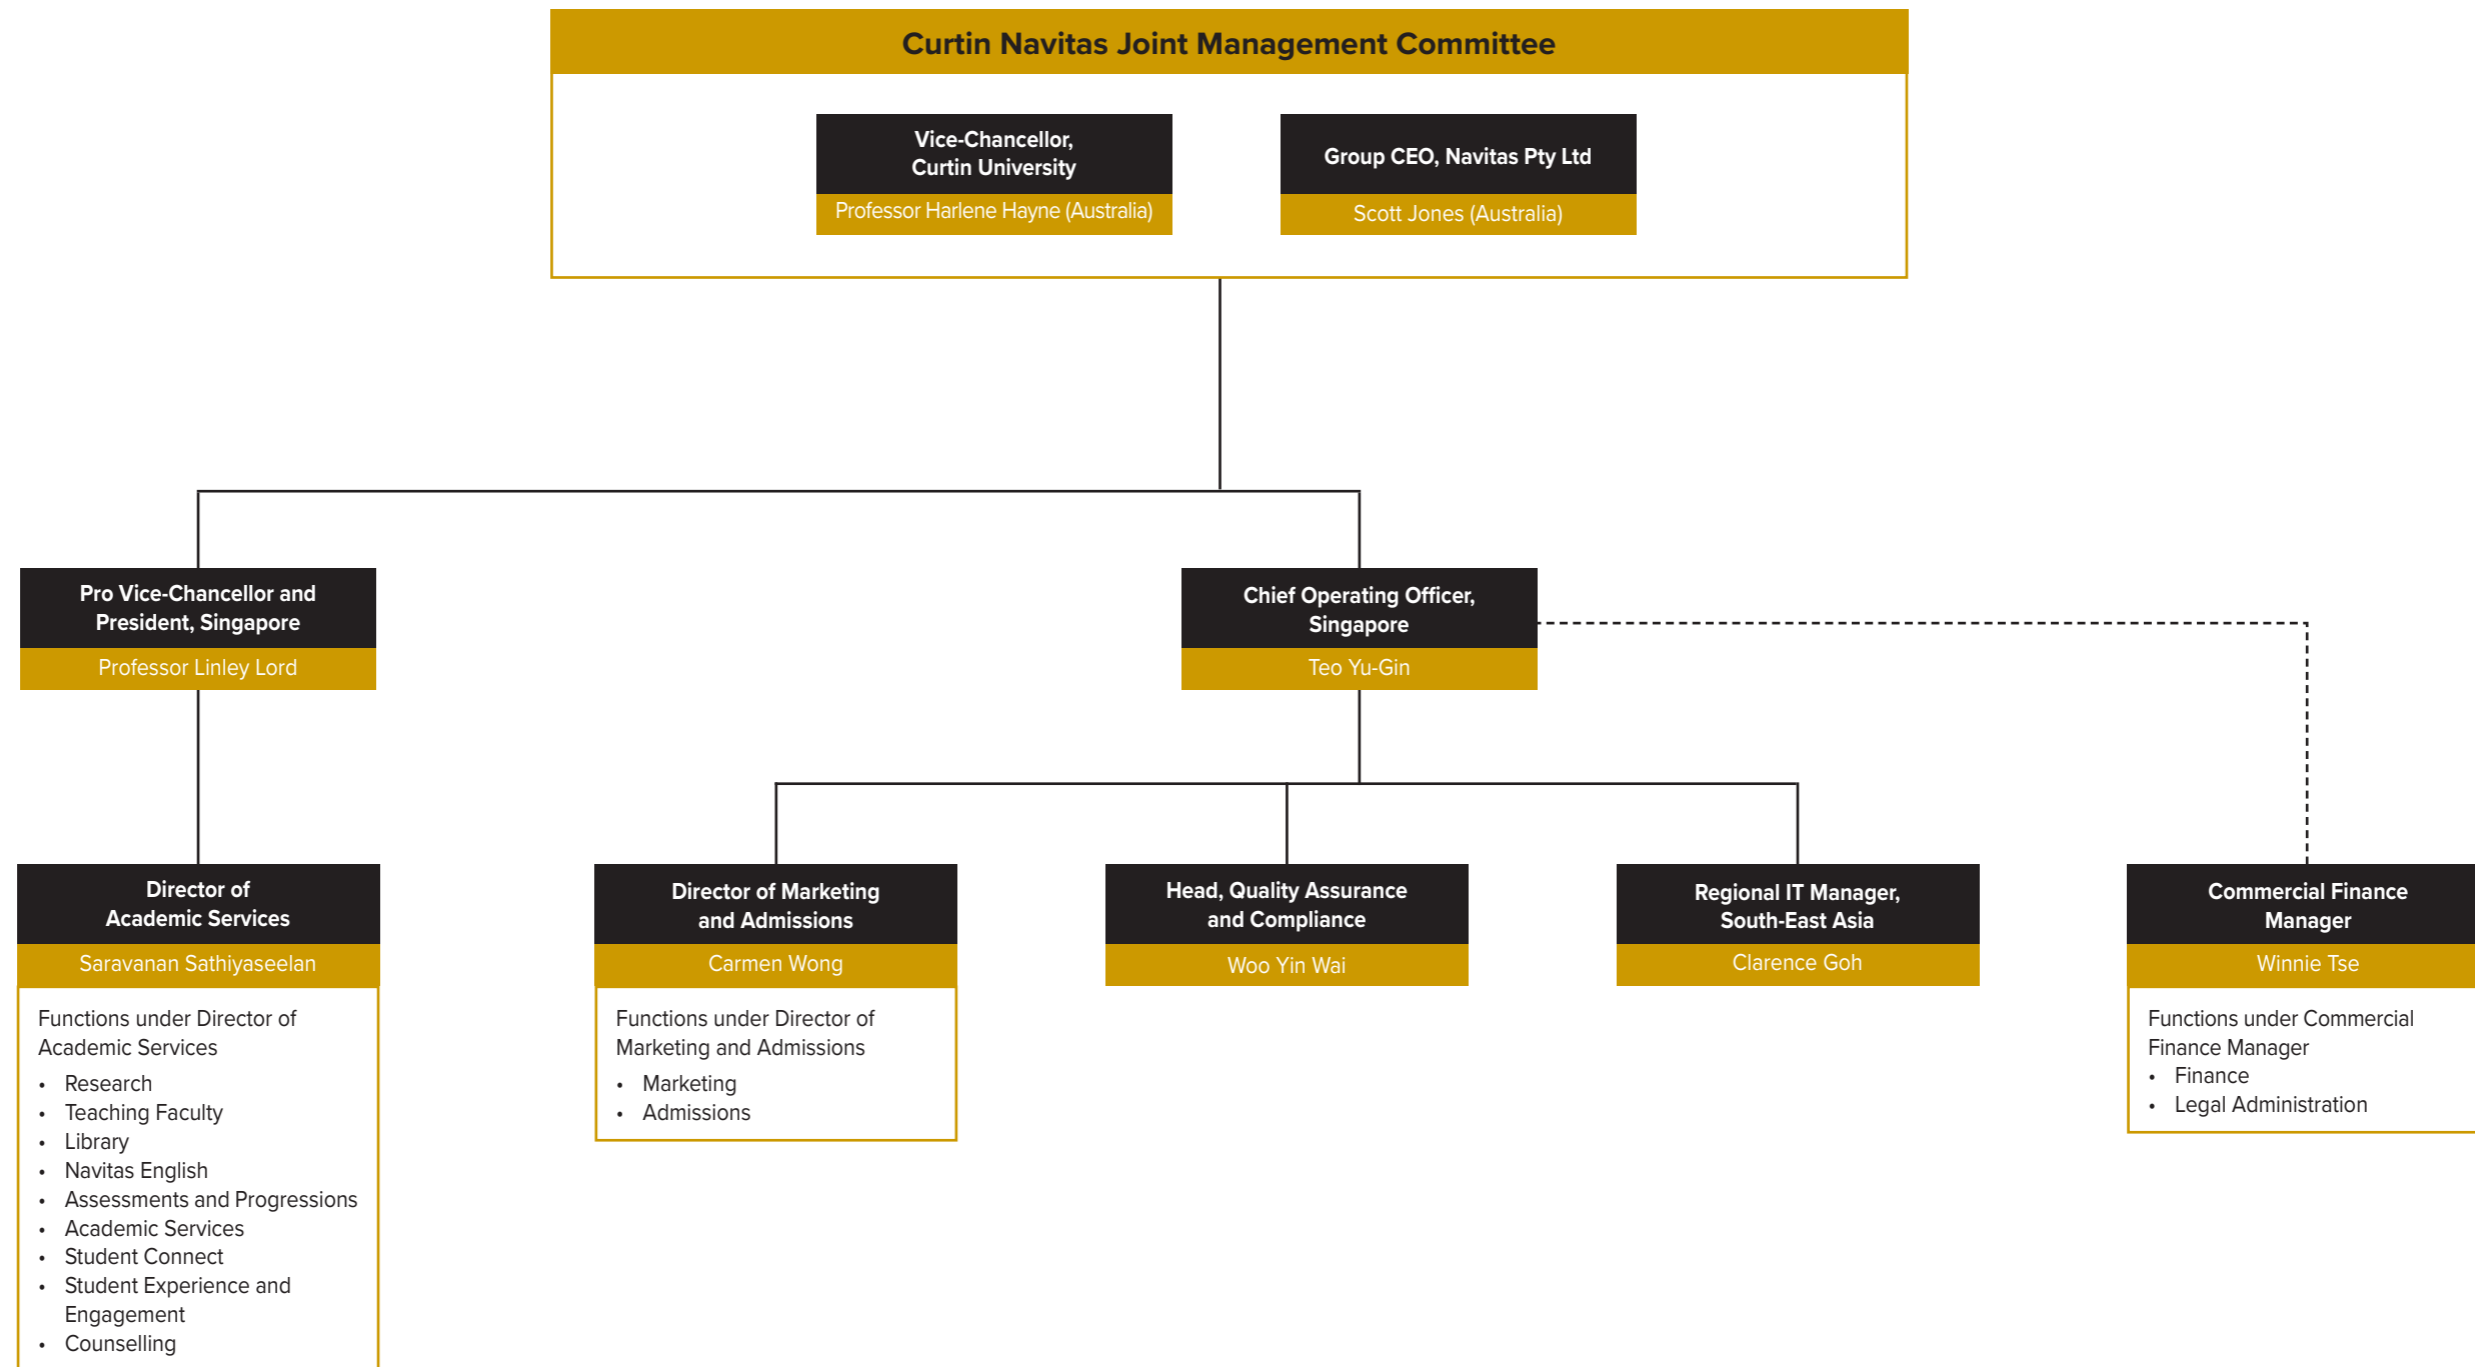 Curtin Navitas Joint Management Committee
Vice-Chancellor,
Curtin University
Professor Harlene Hayne (Australia)
Group CEO, Navitas Pty Ltd
Scott Jones (Australia)
Pro Vice-Chancellor and
President, Singapore
Professor Linley Lord
Chief Operating Officer,
Singapore
Teo Yu-Gin
Director of
Academic Services
Saravanan Sathiyaseelan
Functions under Director of
Academic Services
• Research
• Teaching Faculty
• Library
• Navitas English
• Assessments and Progressions
• Academic Services
• Student Connect
• Student Experience and
Engagement
• Counselling
Director of Marketing
and Admissions
Carmen Wong
Functions under Director of
Marketing and Admissions
• Marketing
• Admissions
Head, Quality Assurance
and Compliance
Woo Yin Wai
Regional IT Manager,
South-East Asia
Clarence Goh
Commercial Finance
Manager
Winnie Tse
Functions under Commercial
Finance Manager
• Finance
• Legal Administration